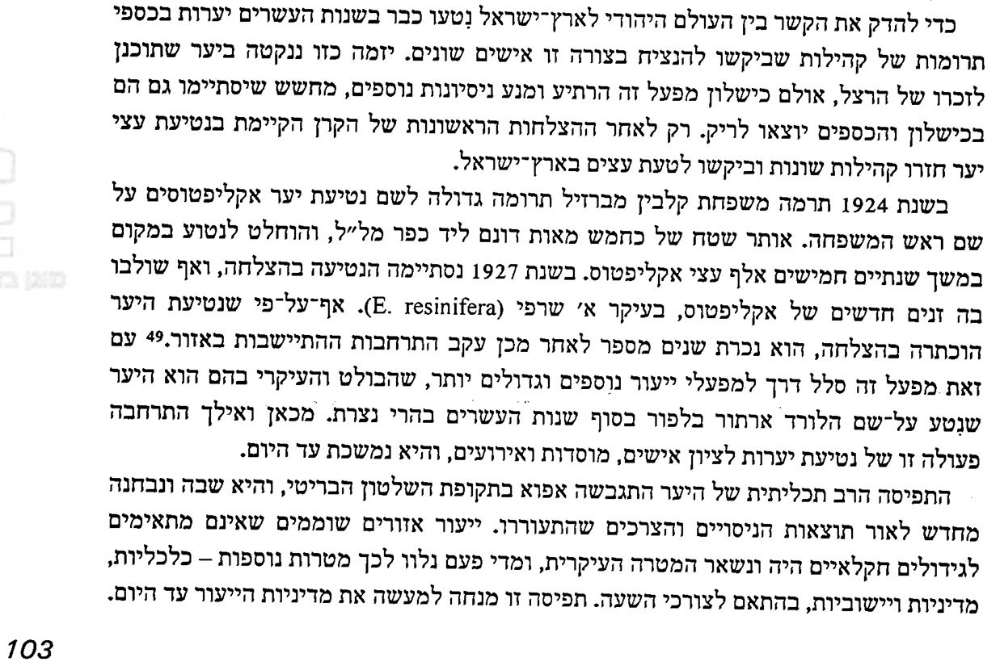 כדי להדק את הקשר בין העולם היהודי לארץ־ישראל נִטעו כבר בשנות העשרים יערות בכספי
תרומות של קהילות שביקשו להנציח בצורה זו אישים שונים. יזמה כזו ננקטה ביער שתוכנן
לזכרו של הרצל, אולם כישלון מפעל זה הרתיע ומנע ניסיונות נוספים, מחשש שיסתיימו גם הם
בכישלון והכספים יוצאו לריק. רק לאחר ההצלחות הראשונות של הקרן הקיימת בנטיעת עצי
יער חזרו קהילות שונות וביקשו לטעת עצים בארץ־ישראל.
בשנת 1924 תרמה משפחת קלבין מברזיל תרומה גדולה לשם נטיעת יער אקליפטוסים על
שם ראש המשפחה. אותר שטח של כחמש מאות דונם ליד כפר מל״ל, והוחלט לנטוע במקום
במשך שנתיים חמישים אלף עצי אקליפטוס. בשנת 1927 נסתיימה הנטיעה בהצלחה, ואף שולבו
בה זנים חדשים של אקליפטוס, בעיקר א׳ שרפי (E. resinifera). אף־על־פי שנטיעת היער
הוכתרה בהצלחה, הוא נכרת שנים מספר לאחר מכן עקב התרחבות ההתיישבות באזור.49 עם
זאת מפעל זה סלל דרך למפעלי ייעור נוספים וגדולים יותר, שהבולט והעיקרי בהם הוא היער
שנִטע על־שם הלורד ארתור בלפור בסוף שנות העשרים בהרי נצרת. מכאן ואילך התרחבה
פעולה זו של נטיעת יערות לציון אישים, מוסדות ואירועים, והיא נמשכת עד היום.
התפיסה הרב תכליתית של היער התגבשה אפוא בתקופת השלטון הבריטי, והיא שבה ונבחנה
מחדש לאור תוצאות הניסויים והצרכים שהתעוררו. ייעור אזורים שוממים שאינם מתאימים
לגידולים חקלאיים היה ונשאר המטרה העיקרית, ומדי פעם נלוו לכך מטרות נוספות – כלכליות,
מדיניות ויישוביות, בהתאם לצורכי השעה. תפיסה זו מנחה למעשה את מדיניות הייעור עד היום.
103